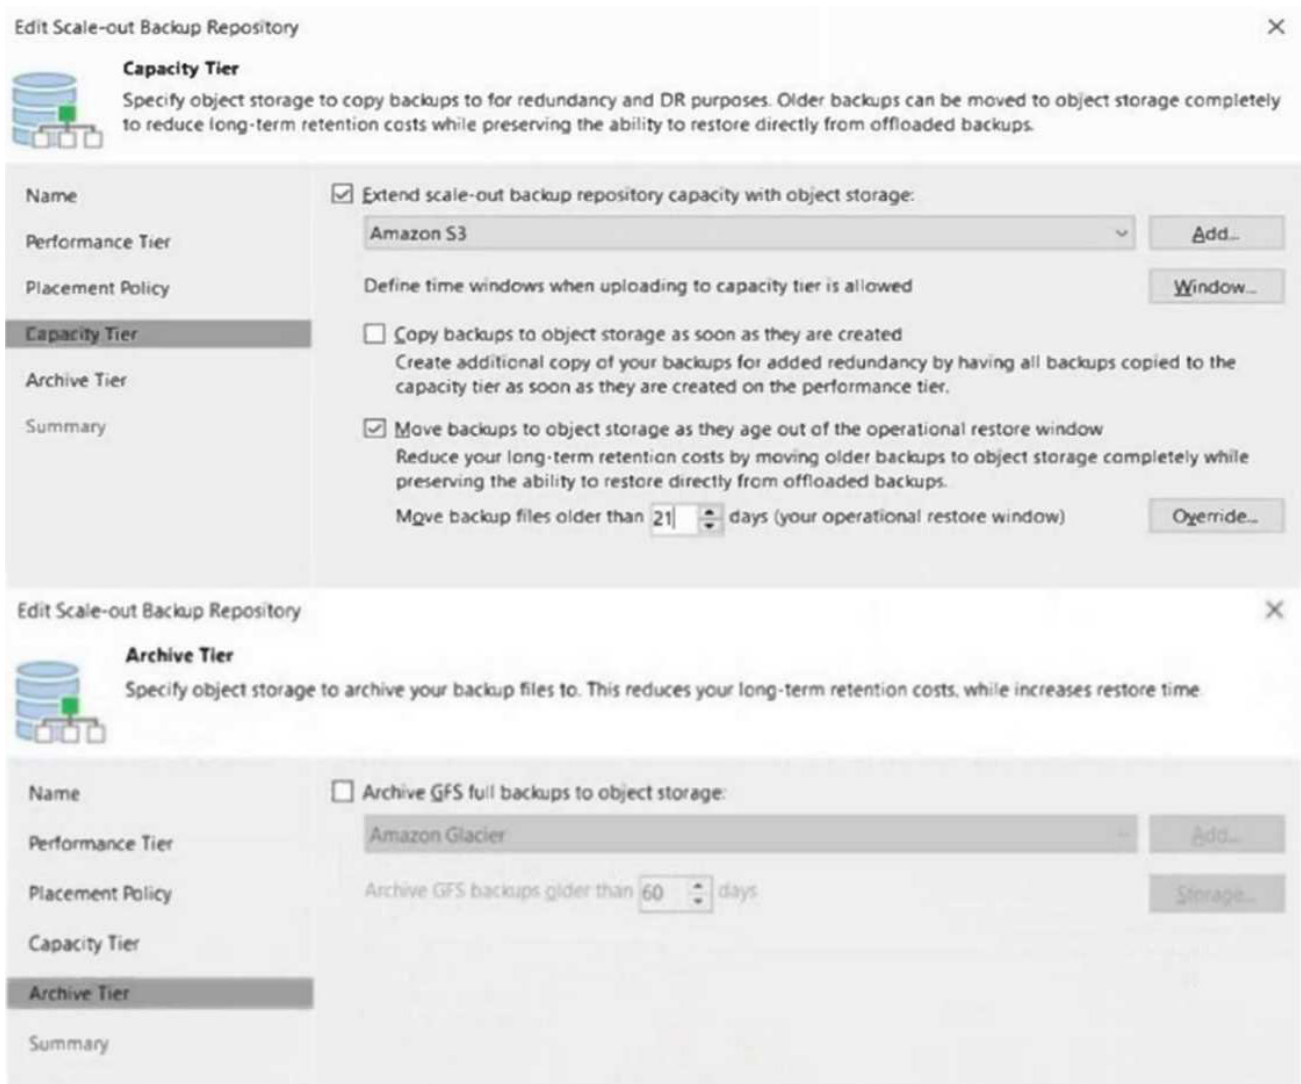 Edit Scale-out Backup Repository
Capacity Tier
Specify object storage to copy backups to for redundancy and DR purposes. Older backups can be moved to object storage completely
to reduce long-term retention costs while preserving the ability to restore directly from offloaded backups.
Name
Performance Tier
Placement Policy
Capacity Tier
Archive Tier
Summary
Extend scale-out backup repository capacity with object storage:
Amazon S3
Add...
Define time windows when uploading to capacity tier is allowed
Window...
Copy backups to object storage as soon as they are created
Create additional copy of your backups for added redundancy by having all backups copied to the
capacity tier as soon as they are created on the performance tier.
Move backups to object storage as they age out of the operational restore window
Reduce your long-term retention costs by moving older backups to object storage completely while
preserving the ability to restore directly from offloaded backups.
Move backup files older than 21 days (your operational restore window)
Override...
Edit Scale-out Backup Repository
Archive Tier
Specify object storage to archive your backup files to. This reduces your long-term retention costs, while increases restore time
Name
Performance Tier
Placement Policy
Capacity Tier
Archive Tier
Summary
Archive GFS full backups to object storage:
Amazon Glacier
Add...
Archive GFS backups older than 60 days
Storage...